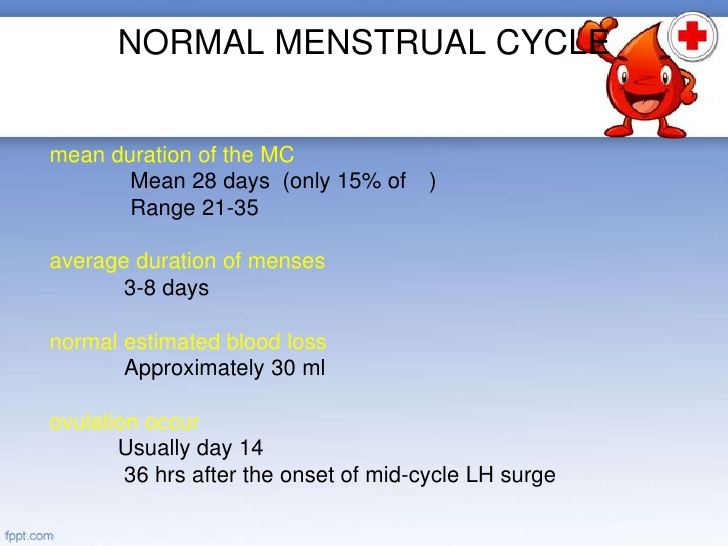 NORMAL MENSTRUAL CYCLE
mean duration of the MC
Mean 28 days (only 15% of )
Range 21-35
average duration of menses
3-8 days
normal estimated blood loss
Approximately 30 ml
ovulation occur
Usually day 14
36 hrs after the onset of mid-cycle LH surge
fppt.com